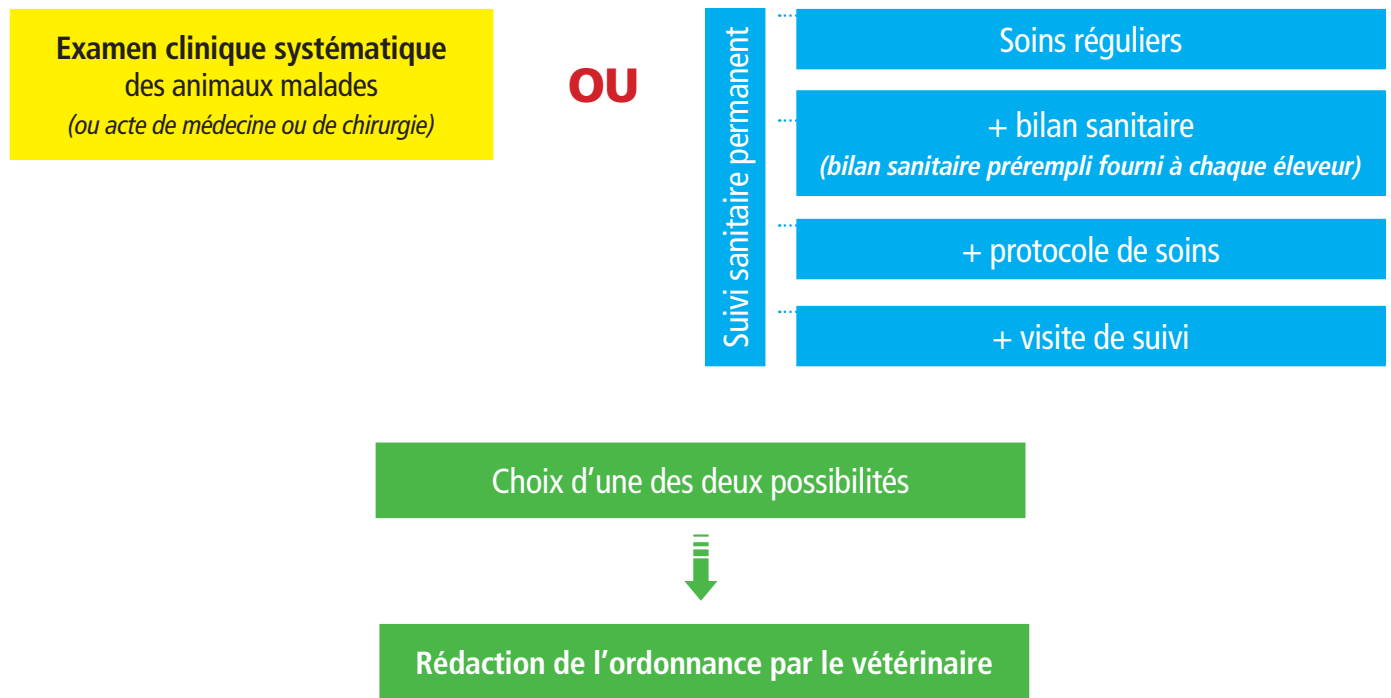 Examen clinique systématique
des animaux malades
(ou acte de médecine ou de chirurgie)
OU
Suivi sanitaire permanent
Soins réguliers
+ bilan sanitaire
(bilan sanitaire prérempli fourni à chaque éleveur)
+ protocole de soins
+ visite de suivi
Choix d’une des deux possibilités
Rédaction de l’ordonnance par le vétérinaire